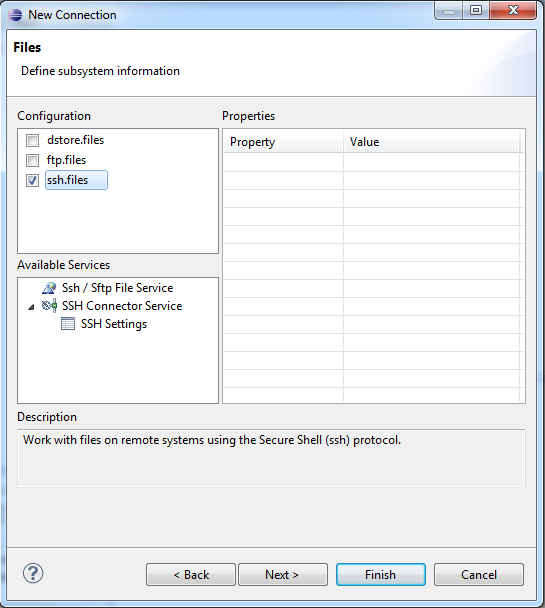 New Connection
Files
Define subsystem information
Configuration
Properties
dstore.files
ftp.files
ssh.files
Property Value
Available Services
Ssh / Sftp File Service
SSH Connector Service
SSH Settings
Description
Work with files on remote systems using the Secure Shell (ssh) protocol.
? < Back Next > Finish Cancel